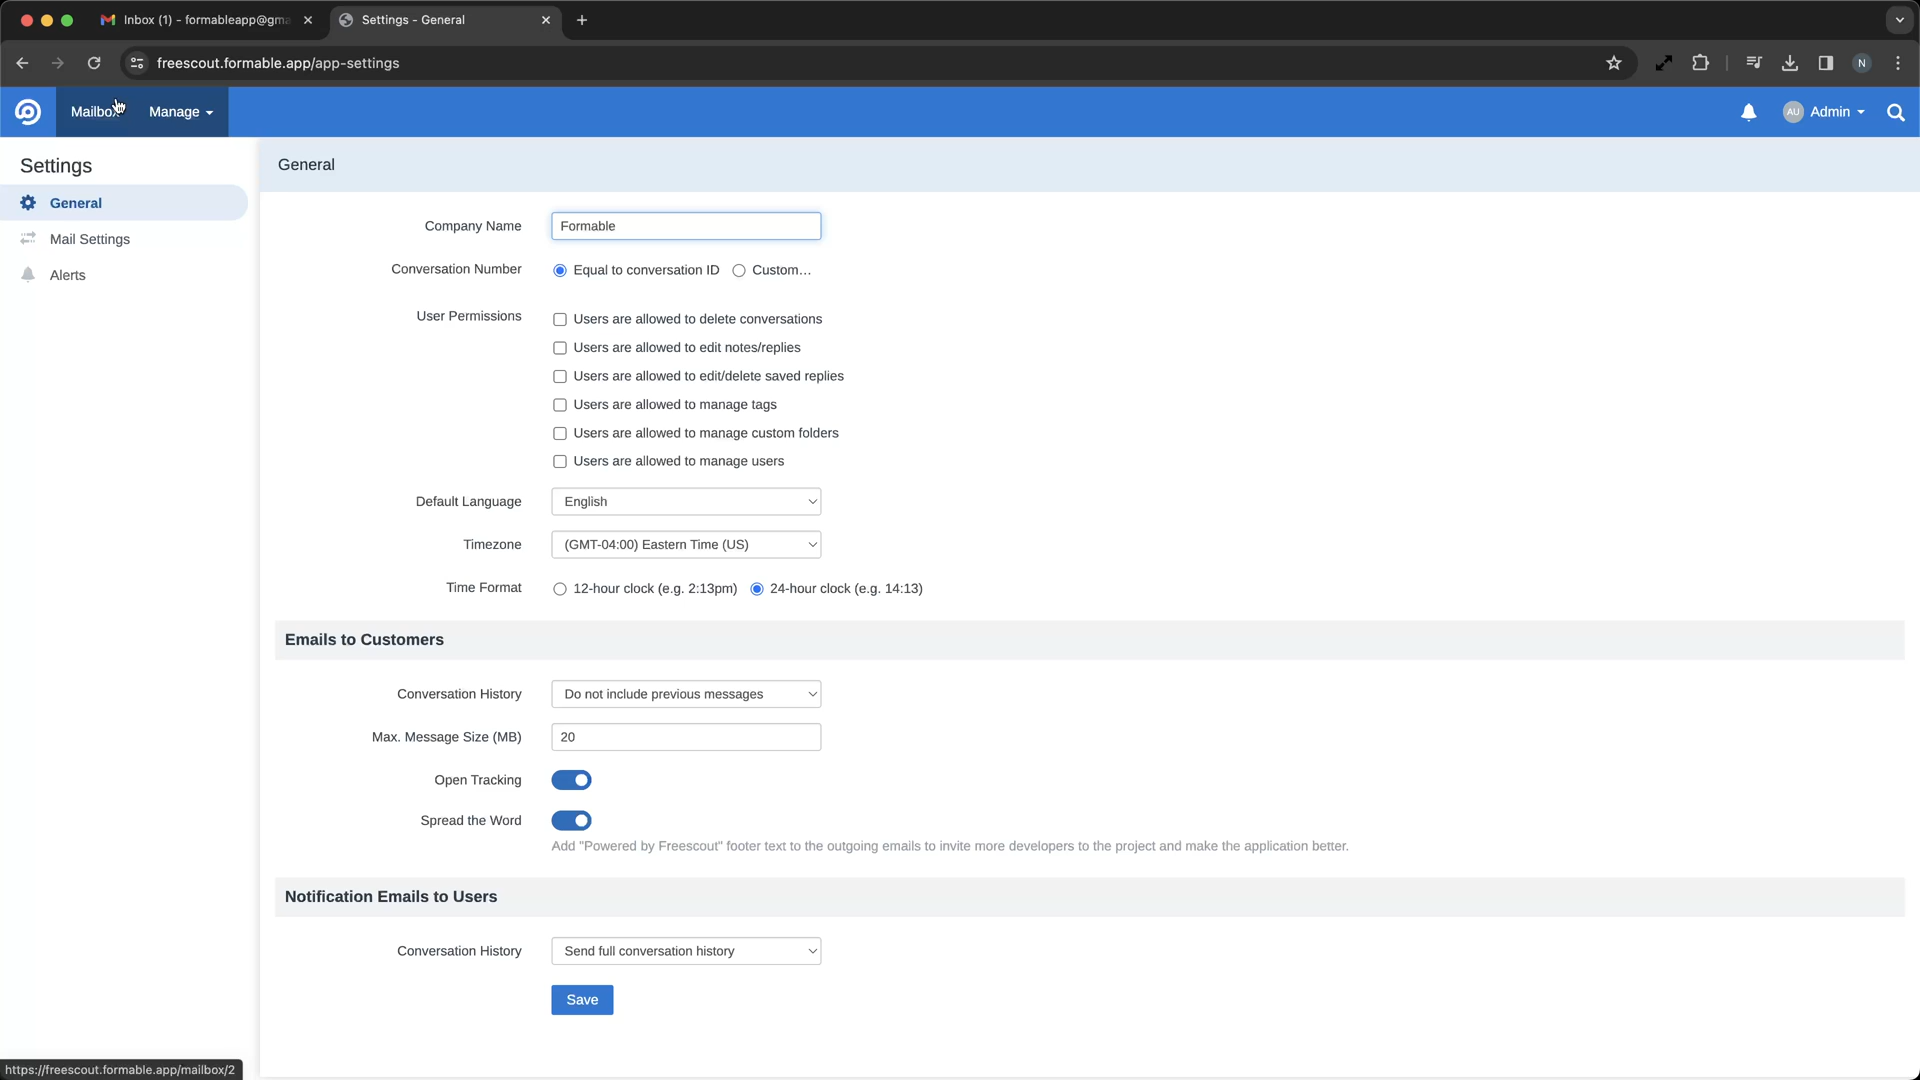 Inbox (1) - formableapp@gma
Settings - General
freescout.formable.app/app-settings
N
Mailbox
Manage
AU
Admin
Settings
General
General
Mail Settings
Alerts
Company Name
Formable
Conversation Number
Equal to conversation ID
Custom…
User Permissions
Users are allowed to delete conversations
Users are allowed to edit notes/replies
Users are allowed to edit/delete saved replies
Users are allowed to manage tags
Users are allowed to manage custom folders
Users are allowed to manage users
Default Language
English
Timezone
(GMT-04:00) Eastern Time (US)
Time Format
12-hour clock (e.g. 2:13pm)
24-hour clock (e.g. 14:13)
Emails to Customers
Conversation History
Do not include previous messages
Max. Message Size (MB)
20
Open Tracking
Spread the Word
Add "Powered by Freescout" footer text to the outgoing emails to invite more developers to the project and make the application better.
Notification Emails to Users
Conversation History
Send full conversation history
Save
https://freescout.formable.app/mailbox/2